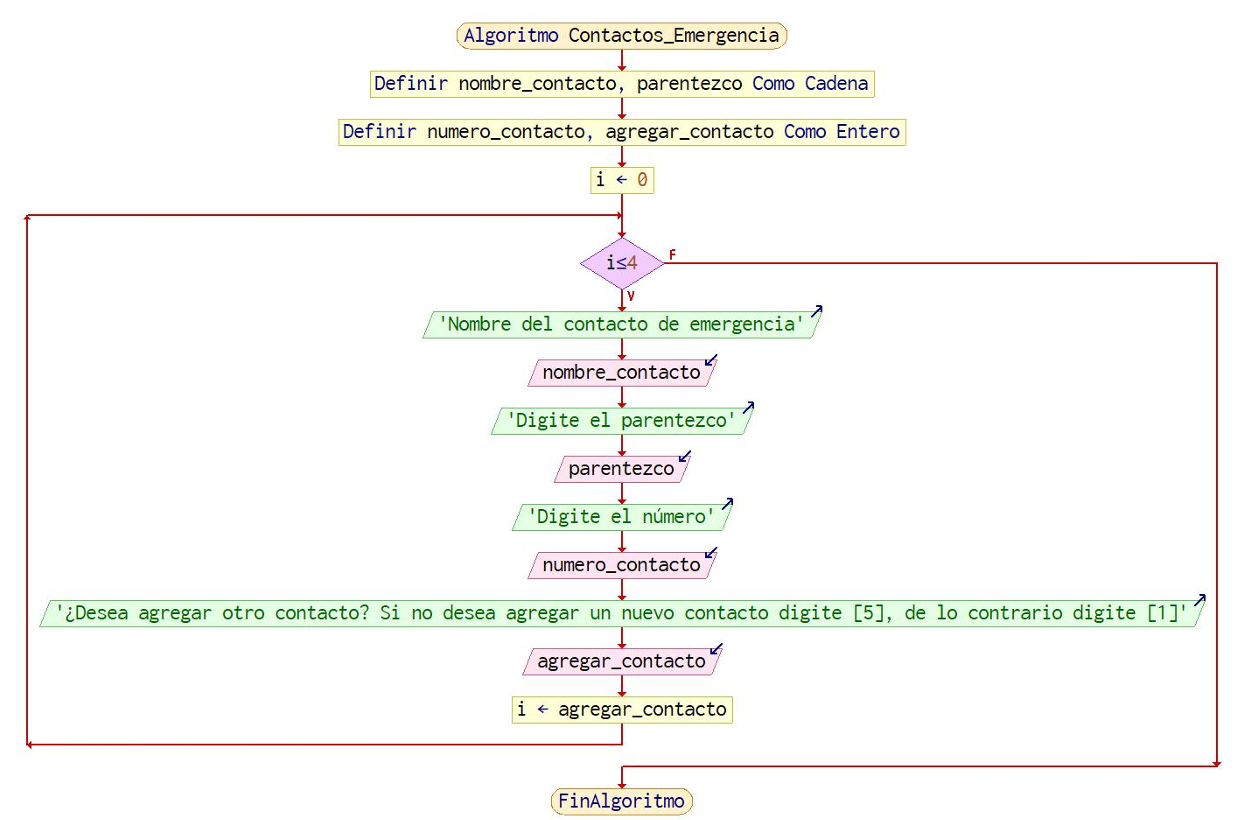 Algoritmo Contactos_Emergencia
Definir nombre_contacto, parentezco Como Cadena
Definir numero_contacto, agregar_contacto Como Entero
i ← 0
i≤4
F
V
'Nombre del contacto de emergencia'
nombre_contacto
'Digite el parentezco'
parentezco
'Digite el número'
numero_contacto
'¿Desea agregar otro contacto? Si no desea agregar un nuevo contacto digite [5], de lo contrario digite [1]'
agregar_contacto
i ← agregar_contacto
FinAlgoritmo